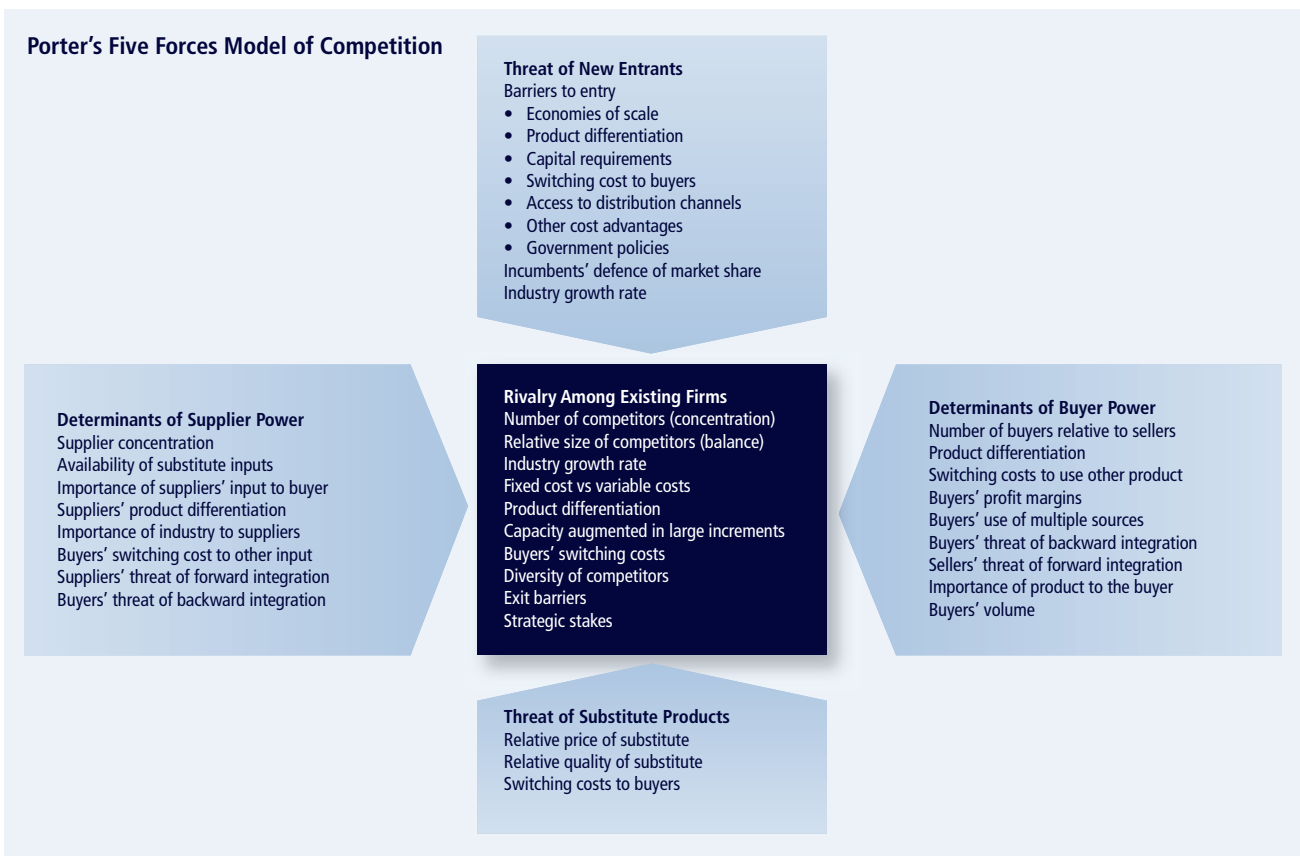 Porter’s Five Forces Model of Competition
Threat of New Entrants
Barriers to entry
• Economies of scale
• Product differentiation
• Capital requirements
• Switching cost to buyers
• Access to distribution channels
• Other cost advantages
• Government policies
Incumbents’ defence of market share
Industry growth rate
Determinants of Supplier Power
Supplier concentration
Availability of substitute inputs
Importance of suppliers’ input to buyer
Suppliers’ product differentiation
Importance of industry to suppliers
Buyers’ switching cost to other input
Suppliers’ threat of forward integration
Buyers’ threat of backward integration
Rivalry Among Existing Firms
Number of competitors (concentration)
Relative size of competitors (balance)
Industry growth rate
Fixed cost vs variable costs
Product differentiation
Capacity augmented in large increments
Buyers’ switching costs
Diversity of competitors
Exit barriers
Strategic stakes
Determinants of Buyer Power
Number of buyers relative to sellers
Product differentiation
Switching costs to use other product
Buyers’ profit margins
Buyers’ use of multiple sources
Buyers’ threat of backward integration
Sellers’ threat of forward integration
Importance of product to the buyer
Buyers’ volume
Threat of Substitute Products
Relative price of substitute
Relative quality of substitute
Switching costs to buyers